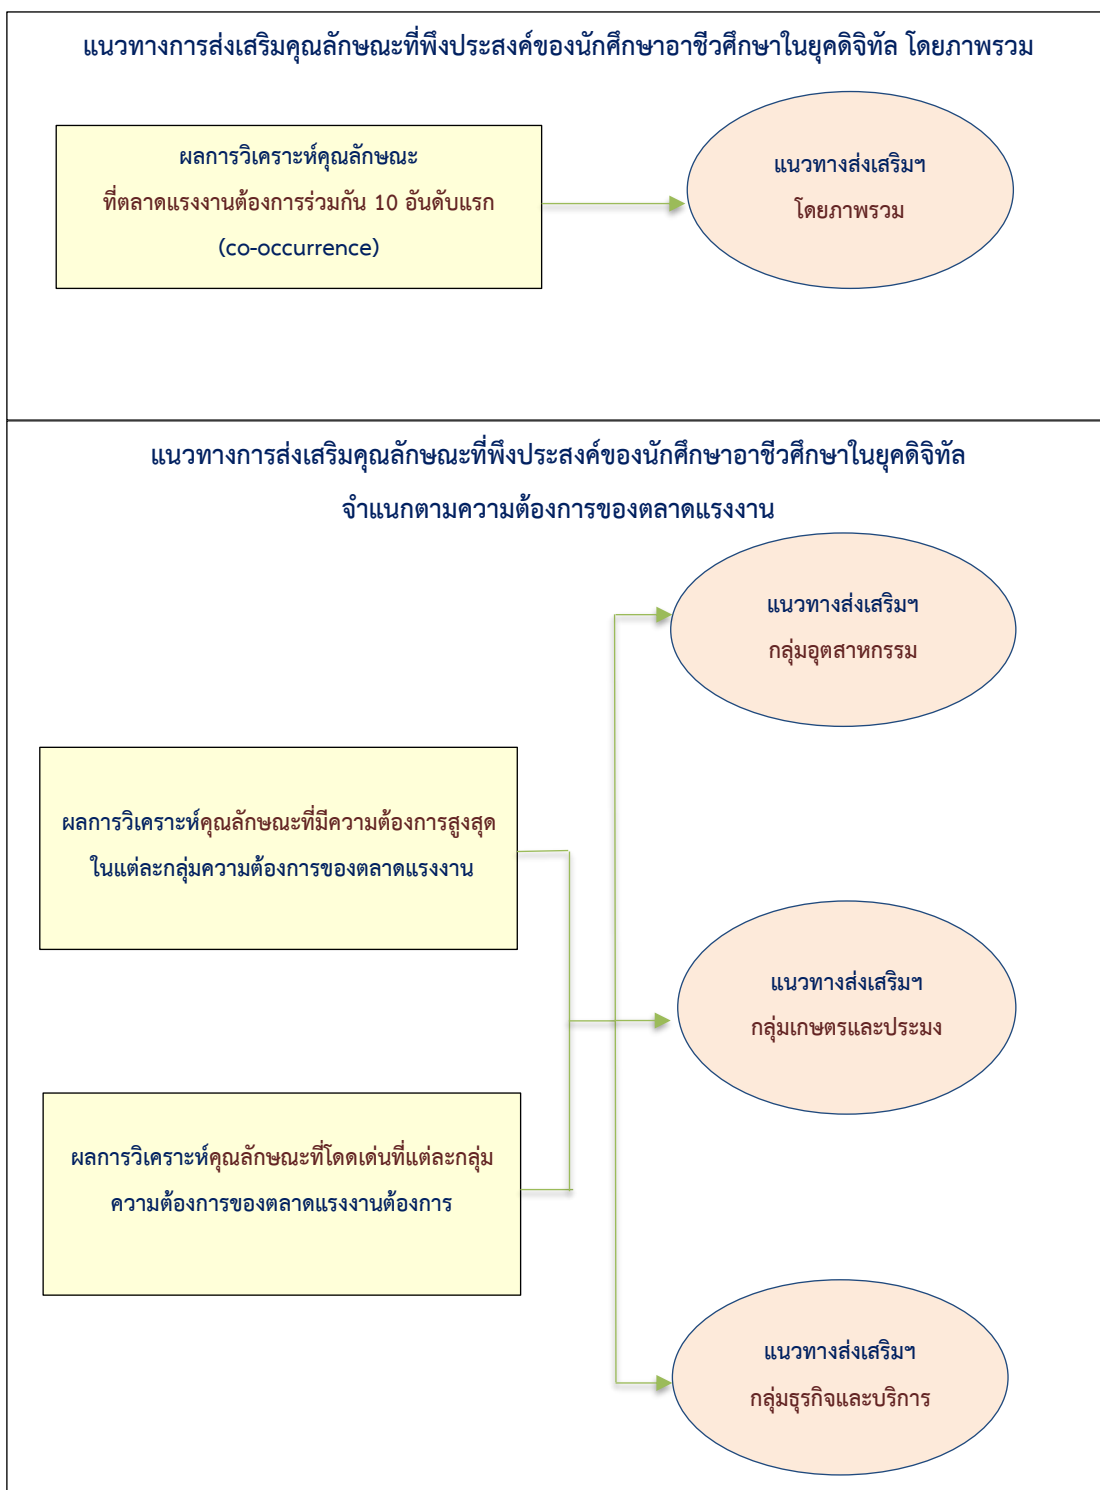 แนวทางการส่งเสริมคุณลักษณะที่พึงประสงค์ของนักศึกษาอาชีวศึกษาในยุคดิจิทัล โดยภาพรวม
ผลการวิเคราะห์คุณลักษณะ
ที่ตลาดแรงงานต้องการร่วมกัน 10 อันดับแรก
(co-occurrence)
แนวทางส่งเสริมฯ
โดยภาพรวม
แนวทางการส่งเสริมคุณลักษณะที่พึงประสงค์ของนักศึกษาอาชีวศึกษาในยุคดิจิทัล
จำแนกตามความต้องการของตลาดแรงงาน
แนวทางส่งเสริมฯ
กลุ่มอุตสาหกรรม
ผลการวิเคราะห์คุณลักษณะที่มีความต้องการสูงสุด
ในแต่ละกลุ่มความต้องการของตลาดแรงงาน
แนวทางส่งเสริมฯ
กลุ่มเกษตรและประมง
ผลการวิเคราะห์คุณลักษณะที่โดดเด่นที่แต่ละกลุ่ม
ความต้องการของตลาดแรงงานต้องการ
แนวทางส่งเสริมฯ
กลุ่มธุรกิจและบริการ